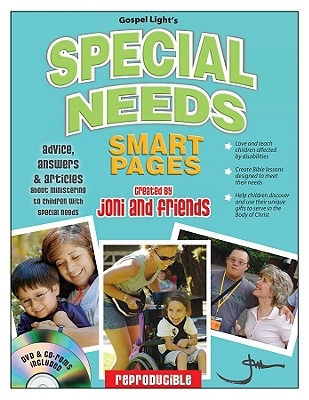 Gospel Light's
SPECIAL
NEEDS
SMART
PAGES
advice,
answers
& articles
about ministering
to children with
special needs
created by
Joni and Friends
Love and teach
children affected
by disabilities
Create Bible lessons
designed to meet
their needs
Help children discover
and use their unique
gifts to serve in the
Body of Christ
DVD & CD-ROMS
INCLUDED
reproducible